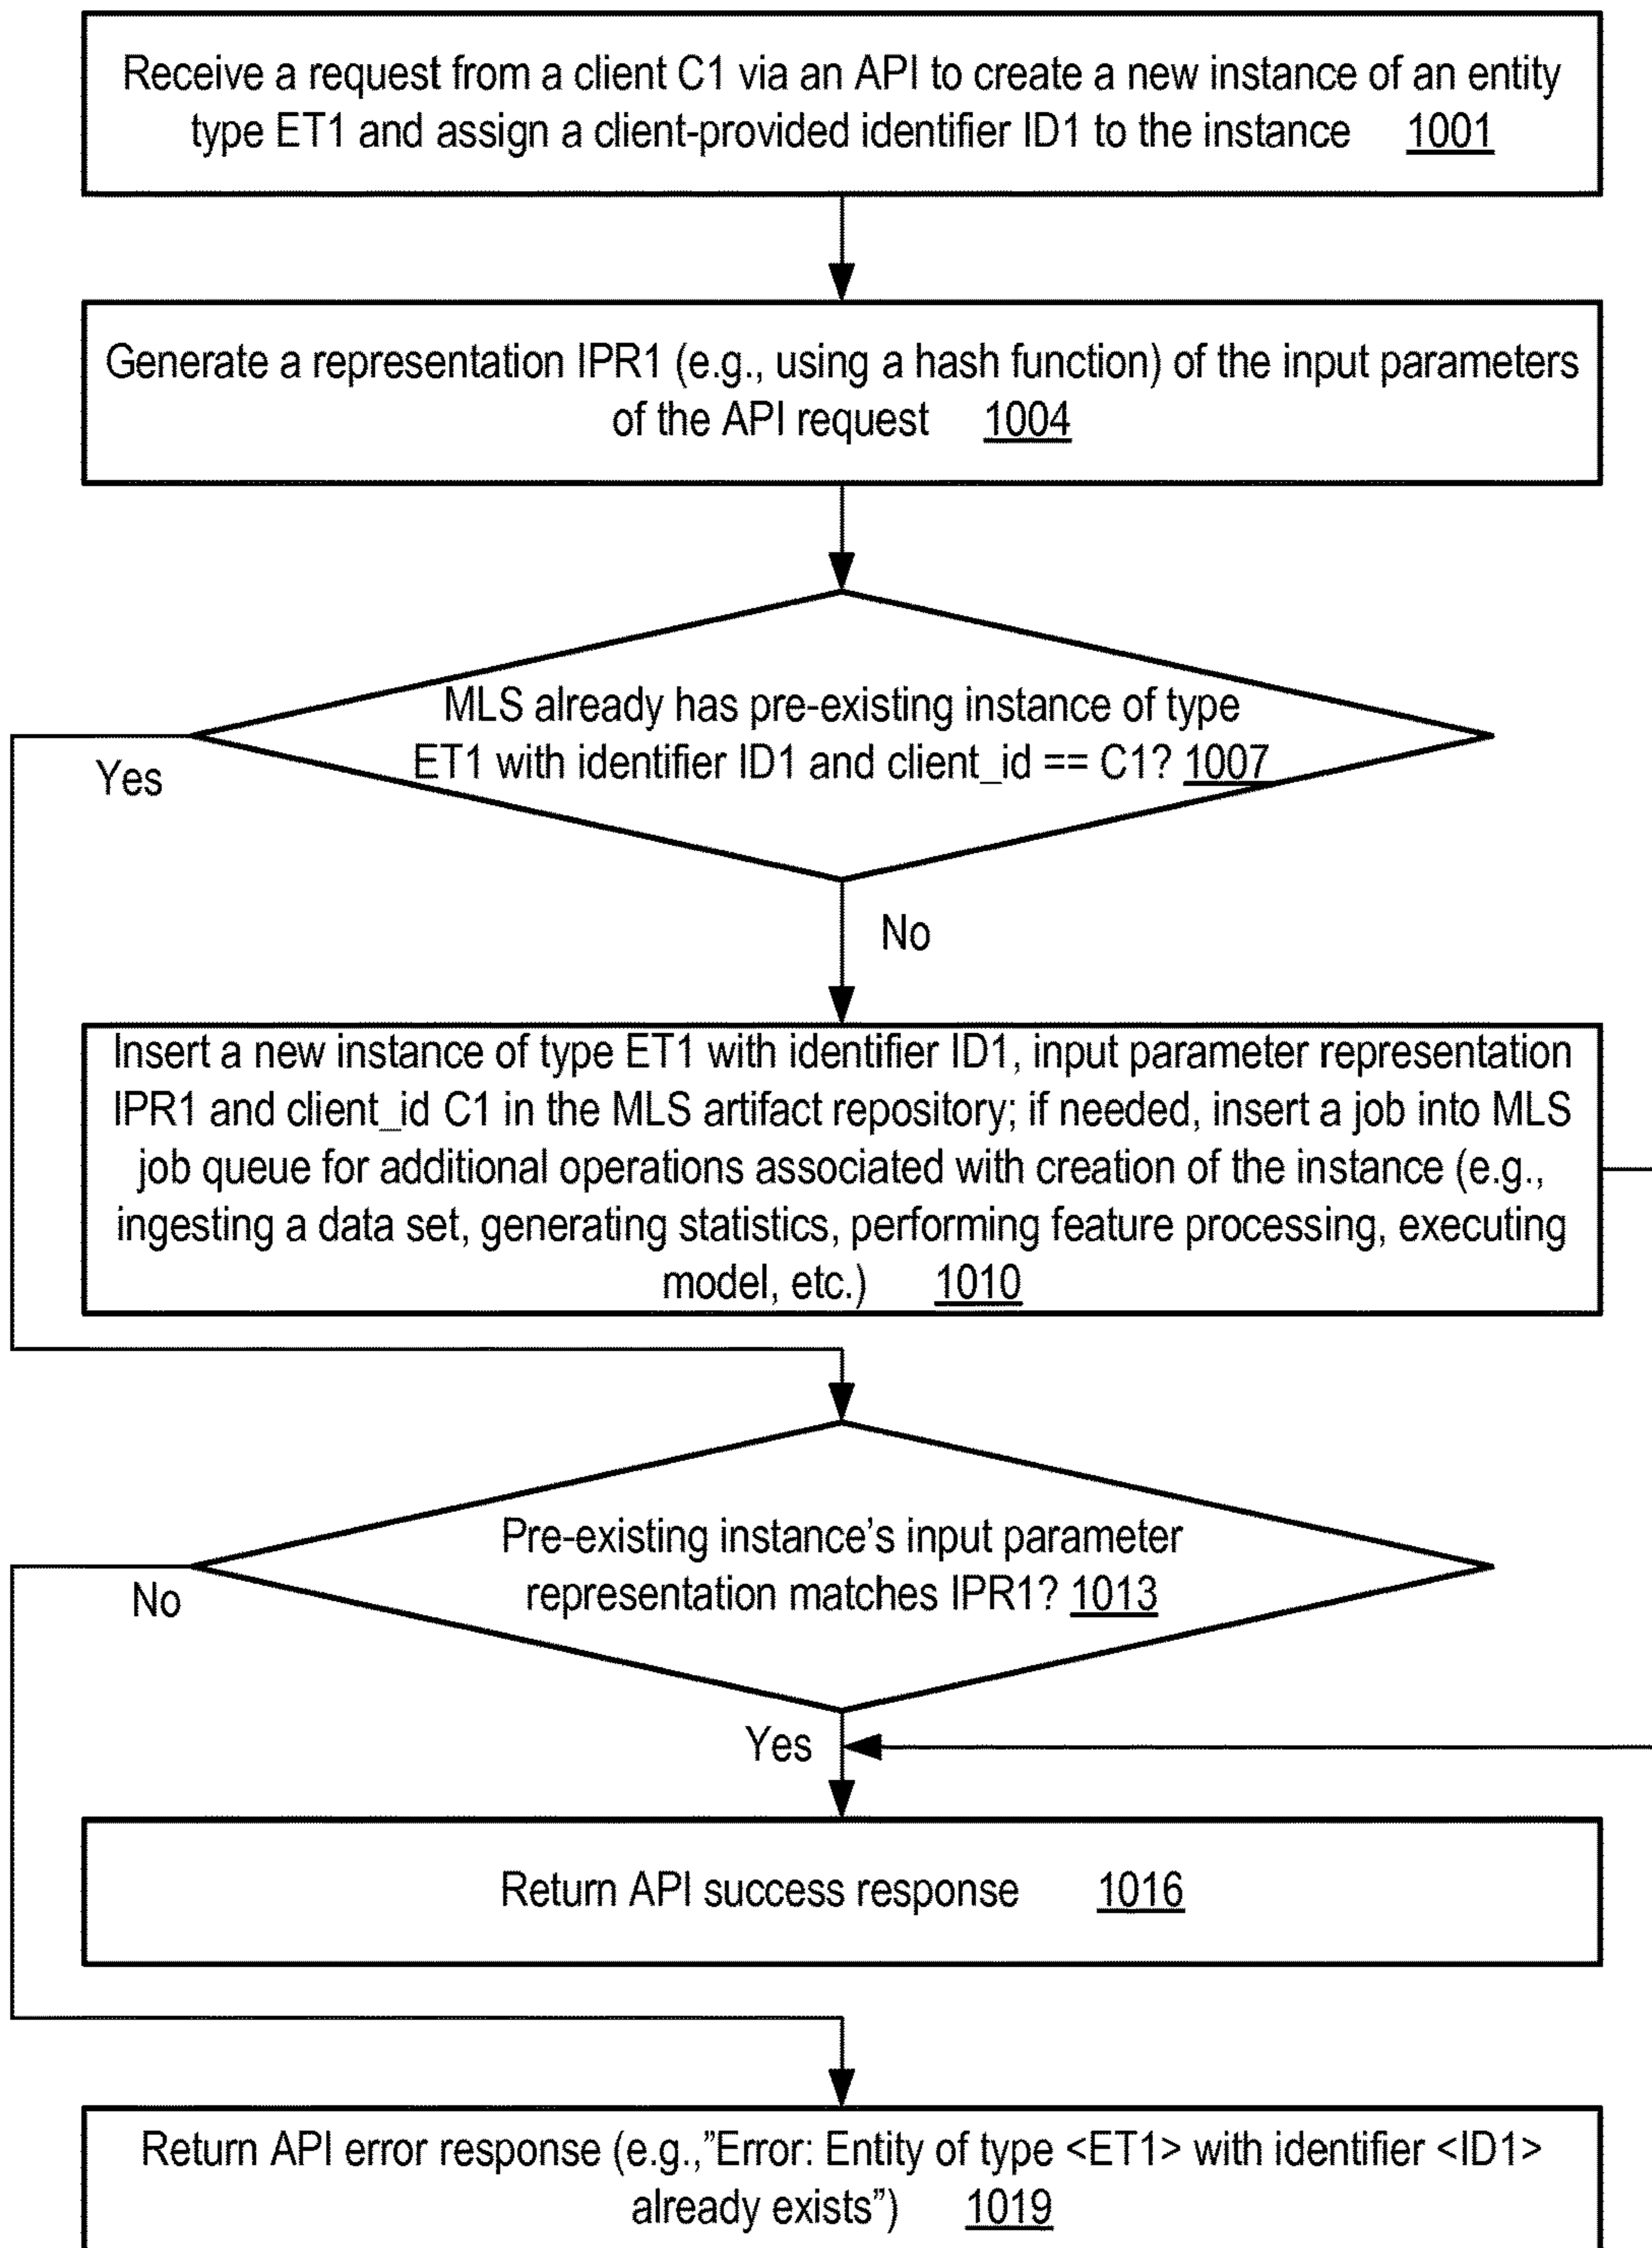 Receive a request from a client C1 via an API to create a new instance of an entity
type ET1 and assign a client-provided identifier ID1 to the instance 1001
Generate a representation IPR1 (e.g., using a hash function) of the input parameters
of the API request 1004
MLS already has pre-existing instance of type
ET1 with identifier ID1 and client_id == C1? 1007
Yes
No
Insert a new instance of type ET1 with identifier ID1, input parameter representation
IPR1 and client_id C1 in the MLS artifact repository; if needed, insert a job into MLS
job queue for additional operations associated with creation of the instance (e.g.,
ingesting a data set, generating statistics, performing feature processing, executing
model, etc.) 1010
Pre-existing instance’s input parameter
representation matches IPR1? 1013
No
Yes
Return API success response 1016
Return API error response (e.g.,”Error: Entity of type <ET1> with identifier <ID1>
already exists”) 1019